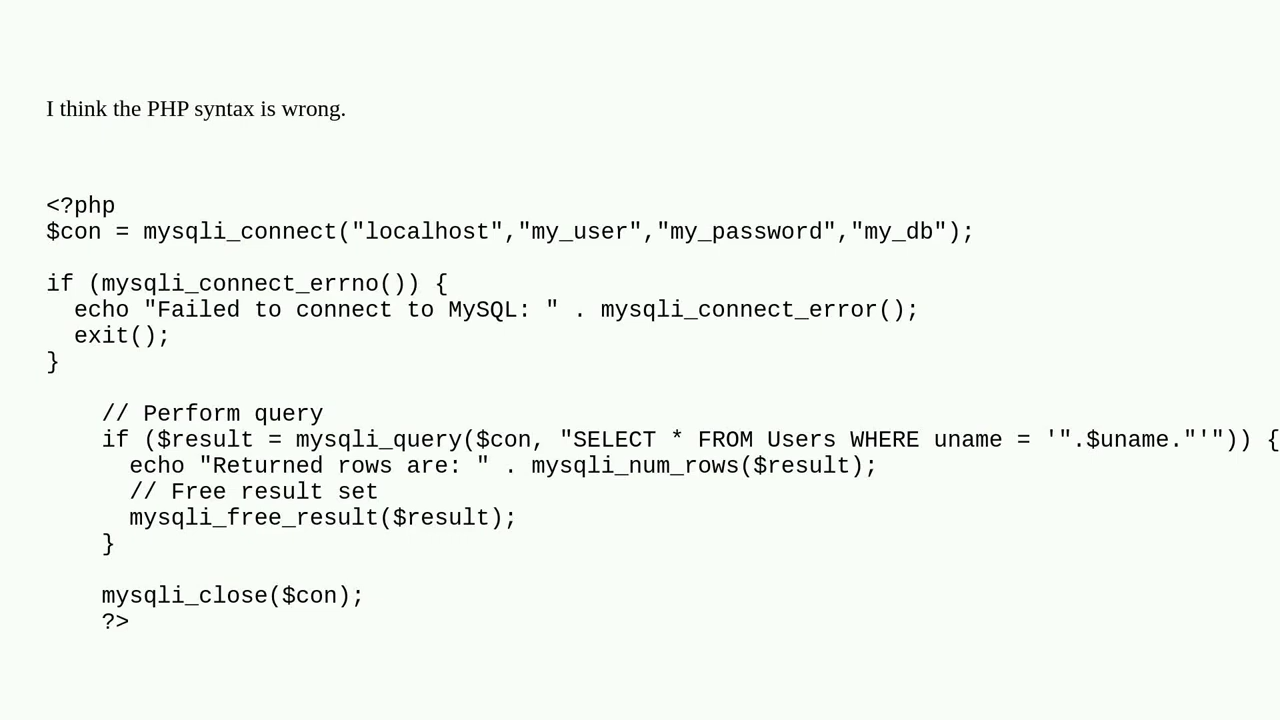 I think the PHP syntax is wrong.
<?php
$con = mysqli_connect("localhost","my_user","my_password","my_db");
if (mysqli_connect_errno()) {
  echo "Failed to connect to MySQL: " . mysqli_connect_error();
  exit();
}
    // Perform query
    if ($result = mysqli_query($con, "SELECT * FROM Users WHERE uname = '".$uname."'")) {
      echo "Returned rows are: " . mysqli_num_rows($result);
      // Free result set
      mysqli_free_result($result);
    }
    mysqli_close($con);
    ?>